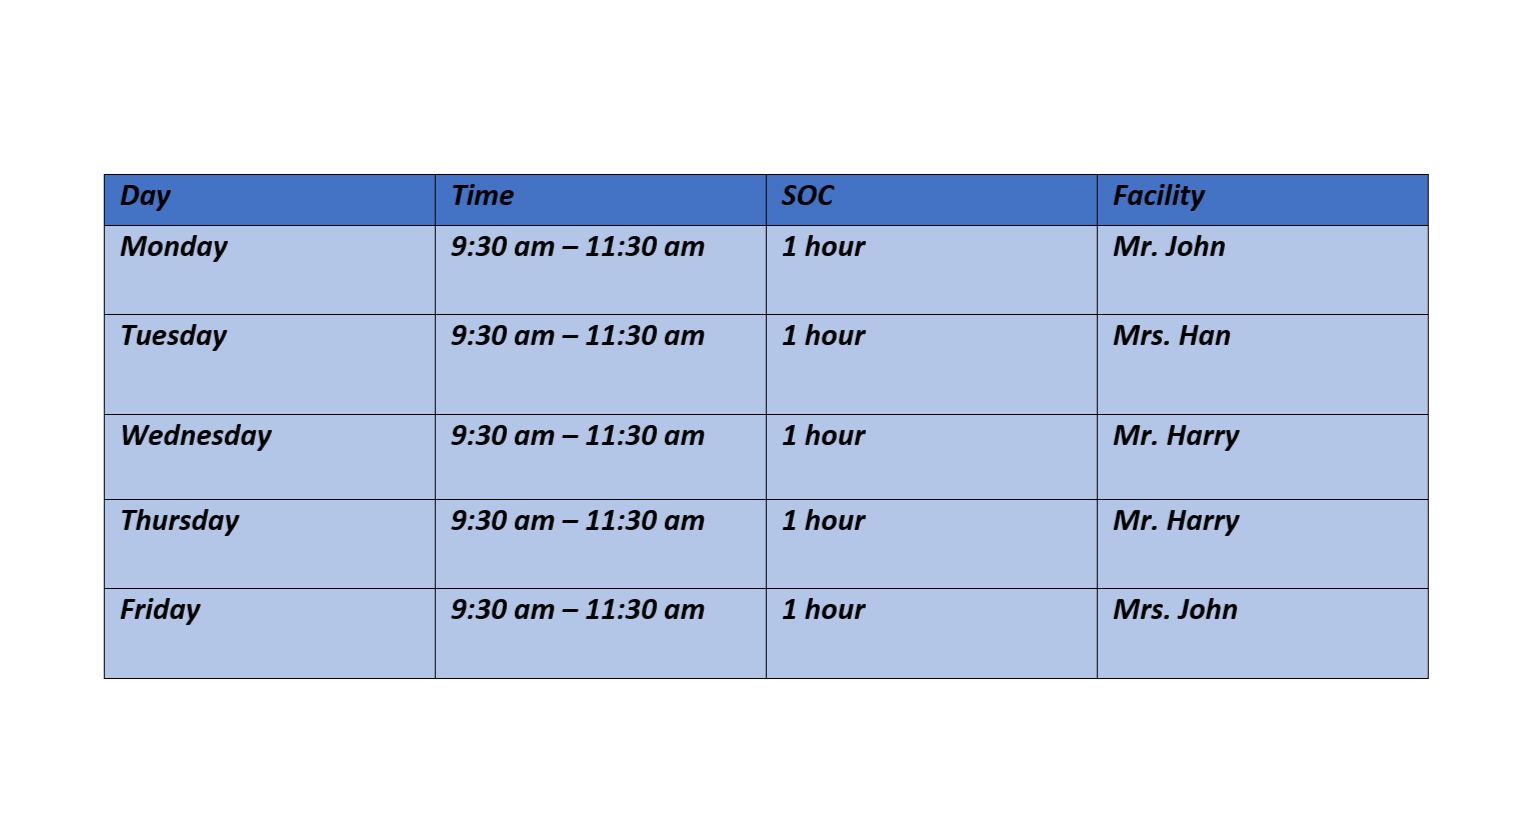 Day Time SOC Facility
Monday 9:30 am – 11:30 am 1 hour Mr. John
Tuesday 9:30 am – 11:30 am 1 hour Mrs. Han
Wednesday 9:30 am – 11:30 am 1 hour Mr. Harry
Thursday 9:30 am – 11:30 am 1 hour Mr. Harry
Friday 9:30 am – 11:30 am 1 hour Mrs. John